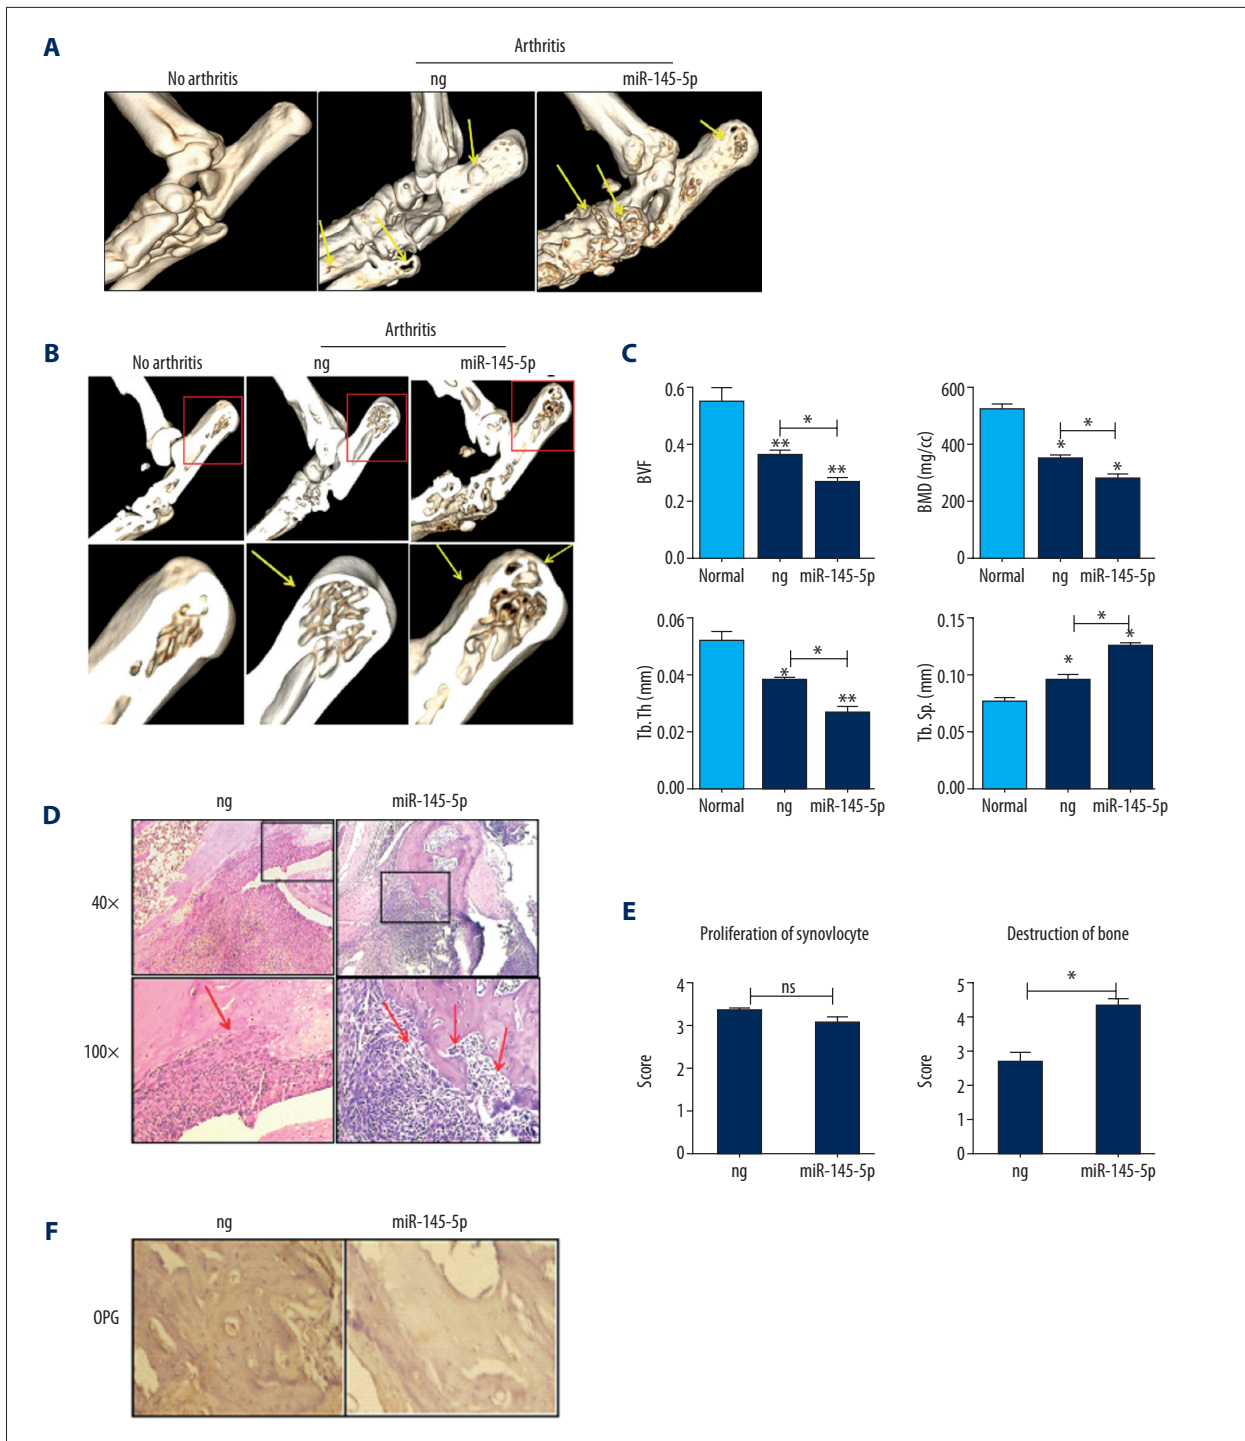 A
Arthritis
No arthritis
ng
miR-145-5p
B
Arthritis
No arthritis
ng
miR-145-5p
C
0.6
0.4
0.2
0.0
BVF
**
**
*
Normal
ng
miR-145-5p
600
400
200
0
BMD (mg/cc)
*
*
*
Normal
ng
miR-145-5p
0.06
0.04
0.02
0.00
Tb. Th (mm)
*
**
*
Normal
ng
miR-145-5p
0.15
0.10
0.05
0.00
Tb. Sp. (mm)
*
*
*
Normal
ng
miR-145-5p
D
ng
miR-145-5p
40×
100×
E
Proliferation of synovlocyte
4
3
2
1
0
Score
ns
ng
miR-145-5p
Destruction of bone
5
4
3
2
1
0
Score
*
ng
miR-145-5p
F
ng
miR-145-5p
OPG